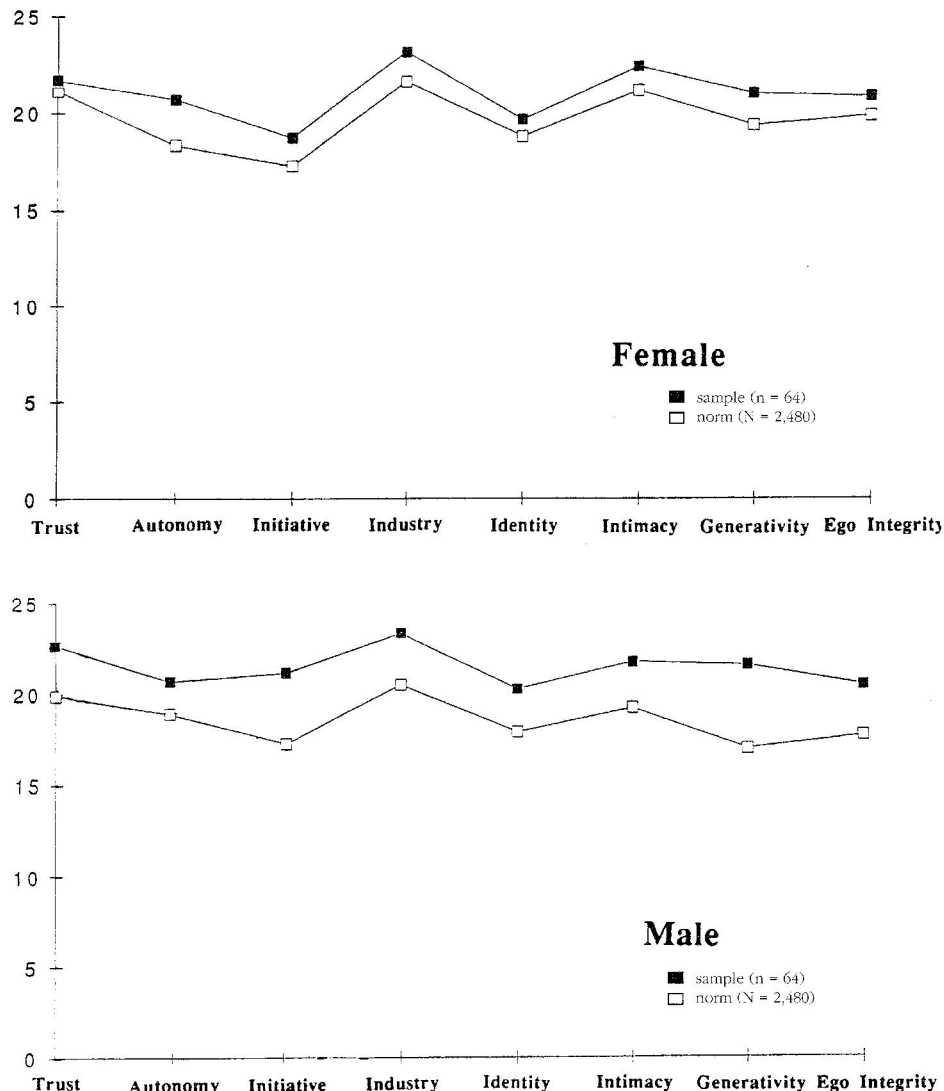 25
20
15
10
5
0
Female
sample (n = 64)
norm (N = 2,480)
Trust Autonomy Initiative Industry Identity Intimacy Generativity Ego Integrity
25
20
15
10
5
0
Male
sample (n = 64)
norm (N = 2,480)
Trust Autonomy Initiative Industry Identity Intimacy Generativity Ego Integrity